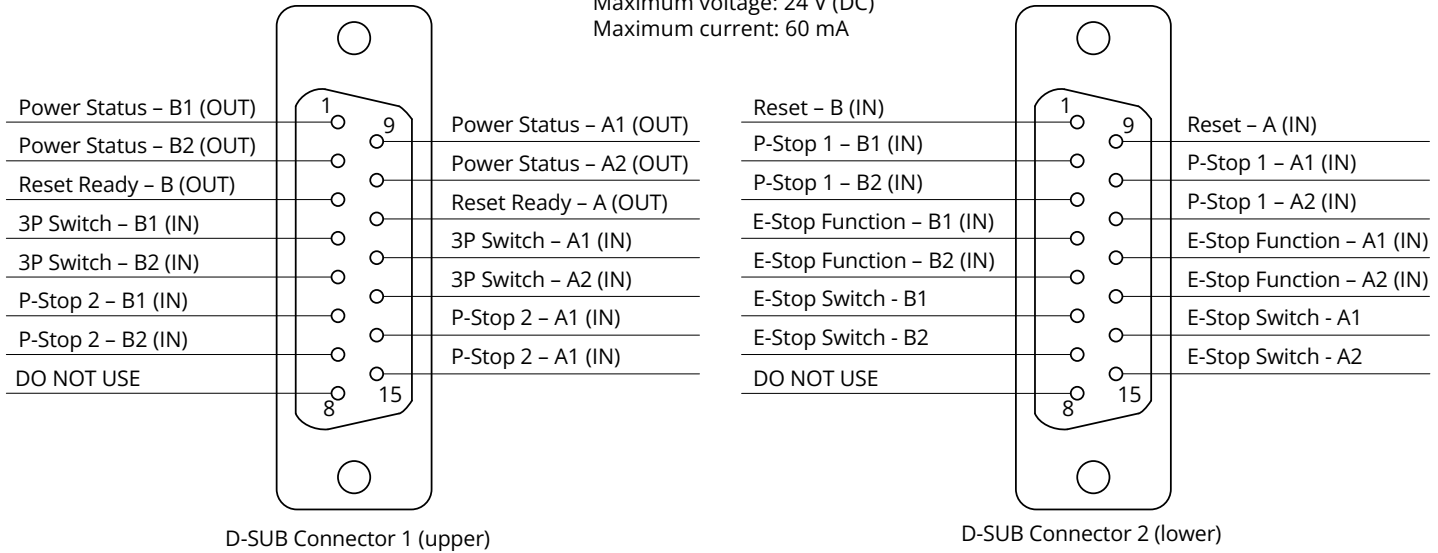 Maximum voltage: 24 V (DC)
Maximum current: 60 mA
Power Status – B1 (OUT)
Power Status – B2 (OUT)
Reset Ready – B (OUT)
3P Switch – B1 (IN)
3P Switch – B2 (IN)
P-Stop 2 – B1 (IN)
P-Stop 2 – B2 (IN)
DO NOT USE
1
8
9
15
Power Status – A1 (OUT)
Power Status – A2 (OUT)
Reset Ready – A (OUT)
3P Switch – A1 (IN)
3P Switch – A2 (IN)
P-Stop 2 – A1 (IN)
P-Stop 2 – A1 (IN)
D-SUB Connector 1 (upper)
Reset – B (IN)
P-Stop 1 – B1 (IN)
P-Stop 1 – B2 (IN)
E-Stop Function – B1 (IN)
E-Stop Function – B2 (IN)
E-Stop Switch - B1
E-Stop Switch - B2
DO NOT USE
1
8
9
15
Reset – A (IN)
P-Stop 1 – A1 (IN)
P-Stop 1 – A2 (IN)
E-Stop Function – A1 (IN)
E-Stop Function – A2 (IN)
E-Stop Switch - A1
E-Stop Switch - A2
D-SUB Connector 2 (lower)